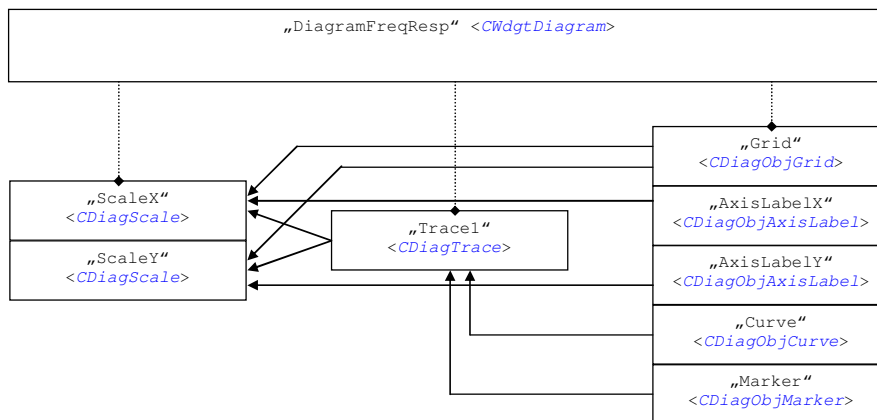 „DiagramFreqResp“ <CWdgtDiagram>
„Grid“
<CDiagObjGrid>
„ScaleX“
<CDiagScale>
„AxisLabelX“
<CDiagObjAxisLabel>
„Trace1“
<CDiagTrace>
„ScaleY“
<CDiagScale>
„AxisLabelY“
<CDiagObjAxisLabel>
„Curve“
<CDiagObjCurve>
„Marker“
<CDiagObjMarker>